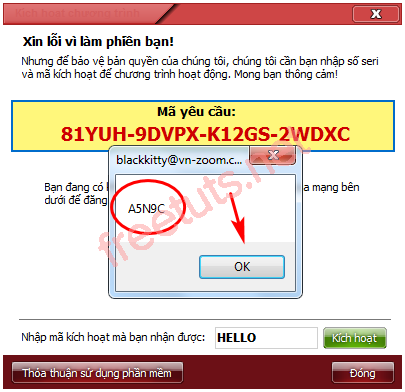 Kích hoạt chương trình
Xin lỗi vì làm phiền bạn!
Nhưng để bảo vệ bản quyền của chúng tôi, chúng tôi cần bạn nhập số seri
và mã kích hoạt để chương trình hoạt động. Mong bạn thông cảm!
Mã yêu cầu:
81YUH-9DVPX-K12GS-2WDXC
blackkitty@vn-zoom.c...
Bạn đang có k
a mạng bên
dưới để đăng
A5N9C
OK
freetuts.net
Nhập mã kích hoạt mà bạn nhận được:
HELLO
Kích hoạt
Thỏa thuận sử dụng phần mềm
Đóng